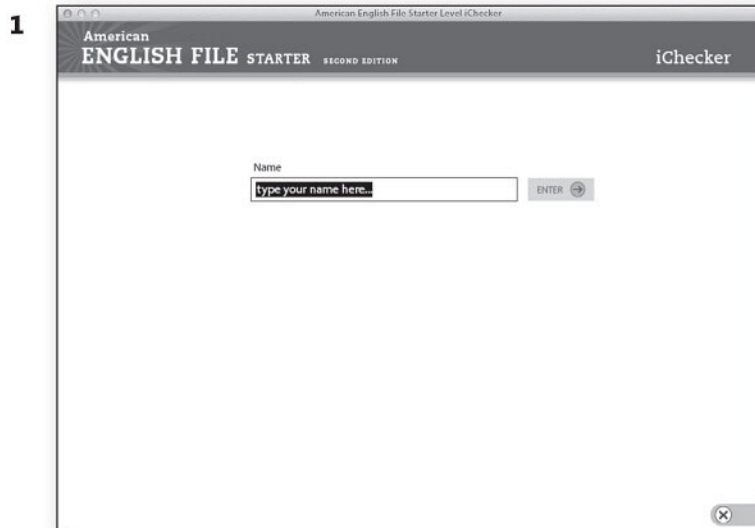 1
American English File Starter Level iChecker
American
ENGLISH FILE STARTER SECOND EDITION
iChecker
Name
type your name here...
ENTER